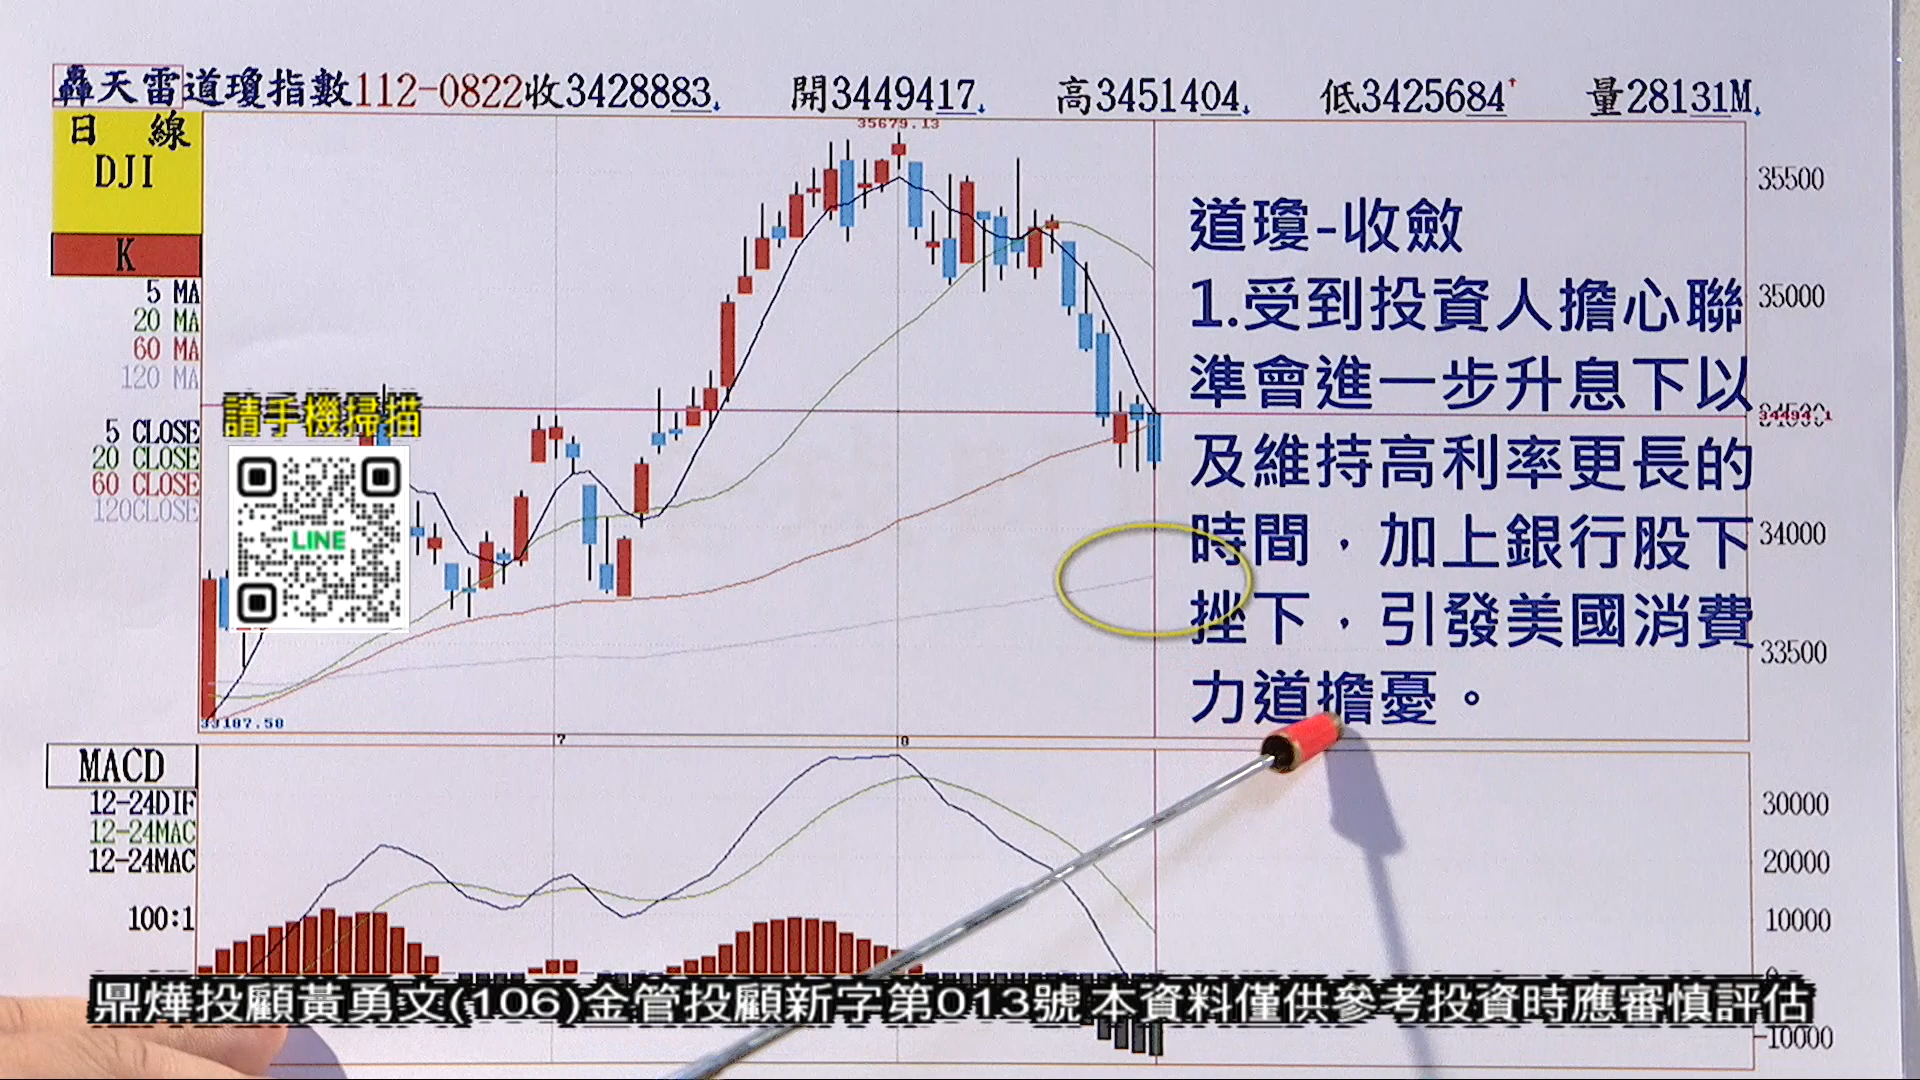 轟天雷道瓊指數112-0822收3428883 開3449417 高3451404 低3425684 量28131M
日 線
DJI
K
5 MA
20 MA
60 MA
120 MA
5 CLOSE
20 CLOSE
60 CLOSE
120CLOSE
請手機掃描
LINE
35679.13
33187.58
35500
35000
34000
33500
道瓊-收斂
1.受到投資人擔心聯
準會進一步升息下以
及維持高利率更長的
時間，加上銀行股下
挫下，引發美國消費
力道擔憂。
7
8
MACD
12-24DIF
12-24MAC
12-24MAC
100:1
30000
20000
10000
0
-10000
鼎燁投顧黃勇文(106)金管投顧新字第013號 本資料僅供參考投資時應審慎評估